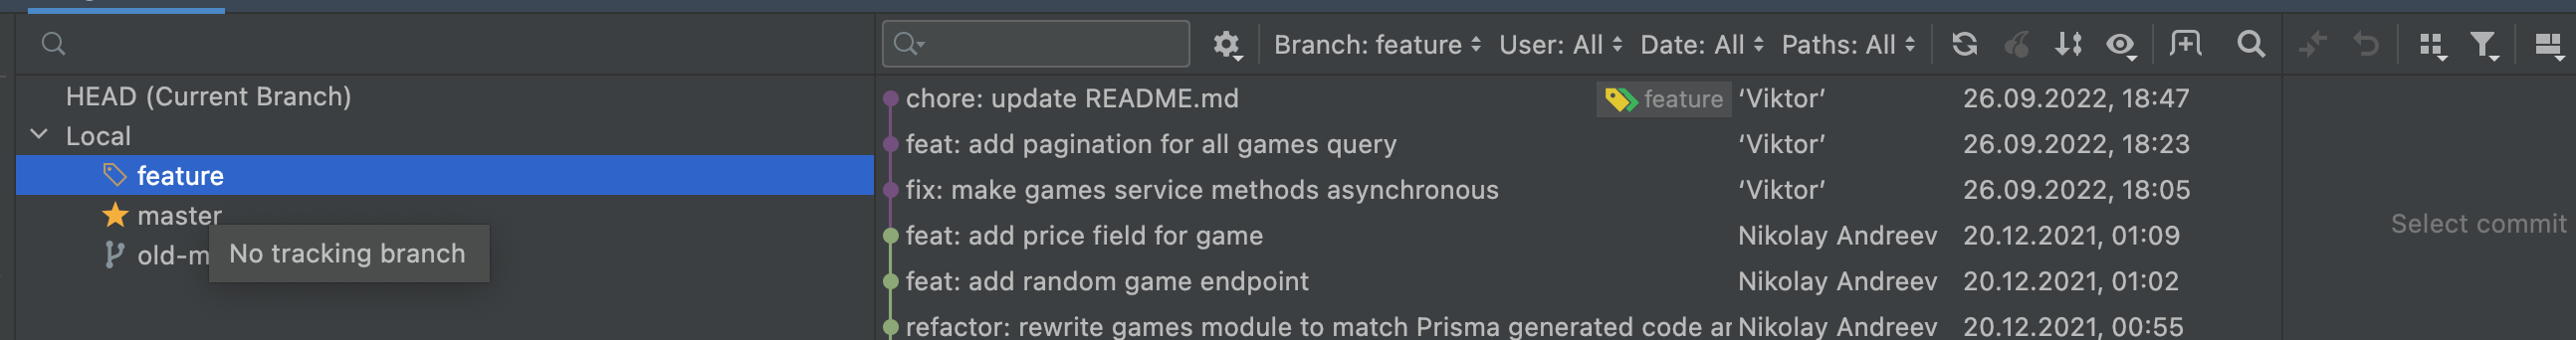 Branch: feature User: All Date: All Paths: All
HEAD (Current Branch)
Local
feature
master
old-m
No tracking branch
chore: update README.md feature ‘Viktor’ 26.09.2022, 18:47
feat: add pagination for all games query ‘Viktor’ 26.09.2022, 18:23
fix: make games service methods asynchronous ‘Viktor’ 26.09.2022, 18:05
feat: add price field for game Nikolay Andreev 20.12.2021, 01:09
feat: add random game endpoint Nikolay Andreev 20.12.2021, 01:02
refactor: rewrite games module to match Prisma generated code ar Nikolay Andreev 20.12.2021, 00:55
Select commit